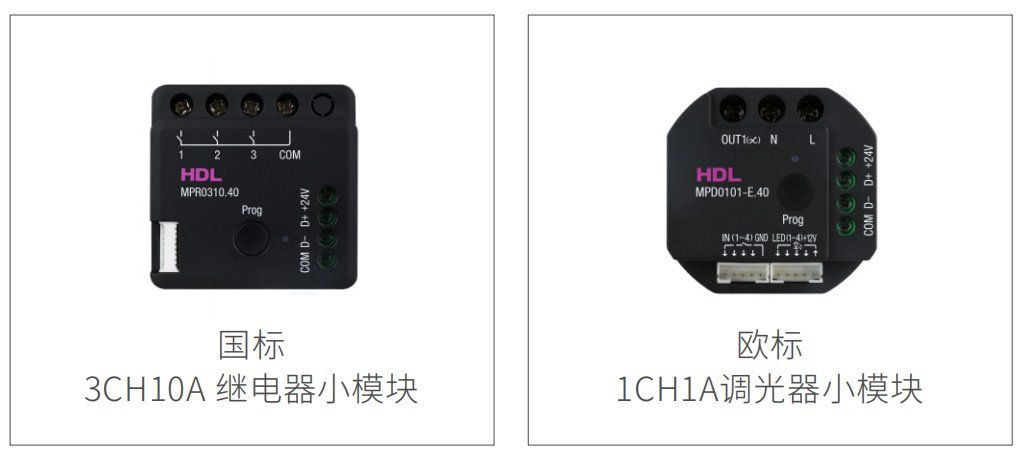 1 2 3 COM
HDL
MPR0310.40
Prog
COM D- D+ +24V
国标
3CH10A 继电器小模块
OUT1(⩘) N L
HDL
MPD0101-E.40
Prog
COM D- D+ +24V
IN (1~4) GND LED(1~4)+12V
欧标
1CH1A调光器小模块